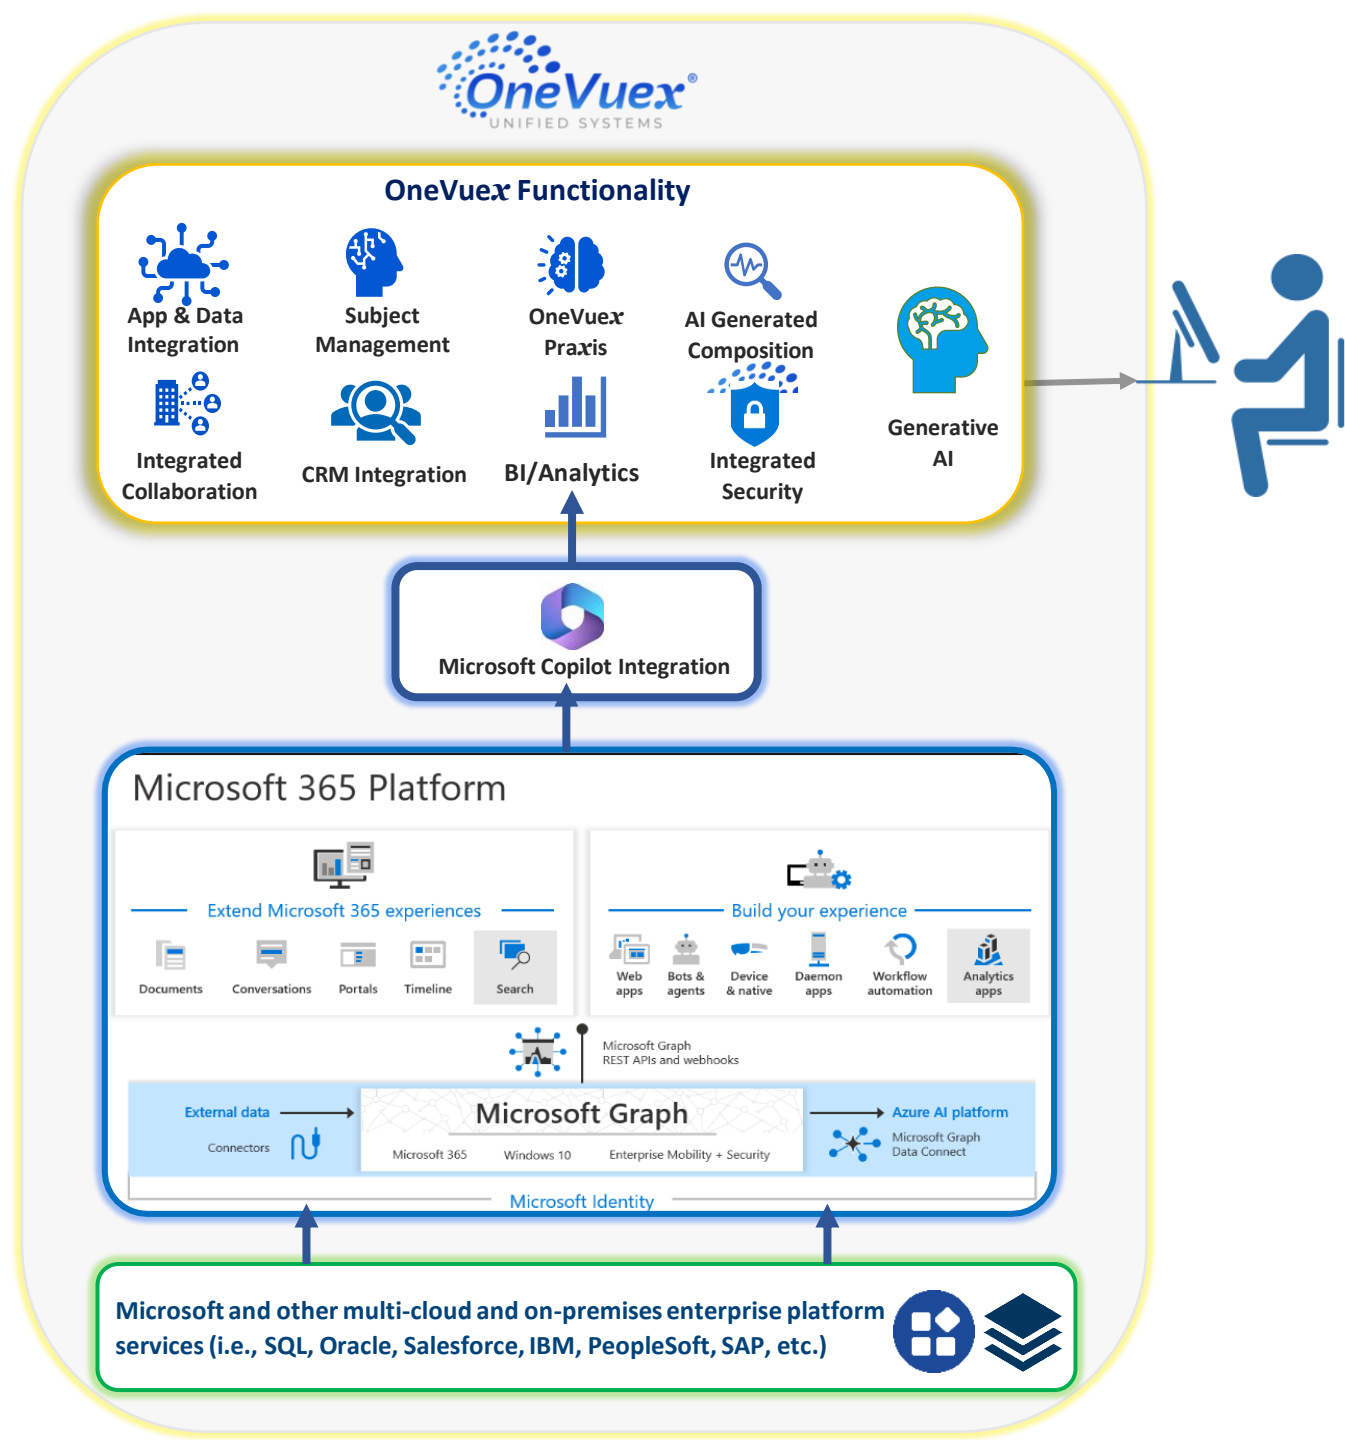 OneVuex®
UNIFIED SYSTEMS
OneVuex Functionality
App & Data
Integration
Subject
Management
OneVuex
Praxis
AI Generated
Composition
Generative
AI
Integrated
Collaboration
CRM Integration
BI/Analytics
Integrated
Security
Microsoft Copilot Integration
Microsoft 365 Platform
Extend Microsoft 365 experiences
Documents
Conversations
Portals
Timeline
Search
Build your experience
Web
apps
Bots &
agents
Device
& native
Daemon
apps
Workflow
automation
Analytics
apps
Microsoft Graph
REST APIs and webhooks
External data
Connectors
Microsoft Graph
Microsoft 365
Windows 10
Enterprise Mobility + Security
Azure AI platform
Microsoft Graph
Data Connect
Microsoft Identity
Microsoft and other multi-cloud and on-premises enterprise platform
services (i.e., SQL, Oracle, Salesforce, IBM, PeopleSoft, SAP, etc.)